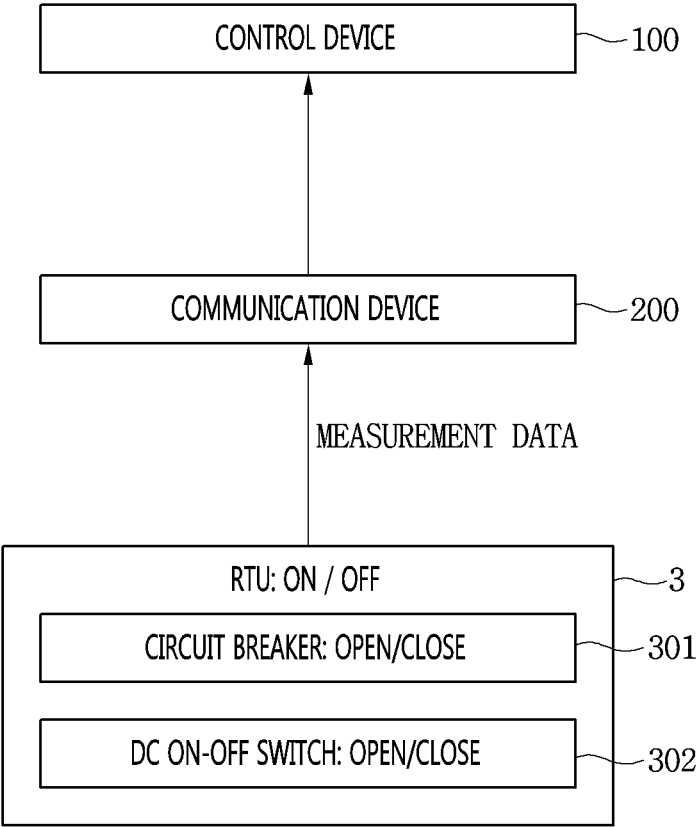 CONTROL DEVICE
100
COMMUNICATION DEVICE
200
MEASUREMENT DATA
RTU: ON / OFF
3
CIRCUIT BREAKER: OPEN/CLOSE
301
DC ON-OFF SWITCH: OPEN/CLOSE
302